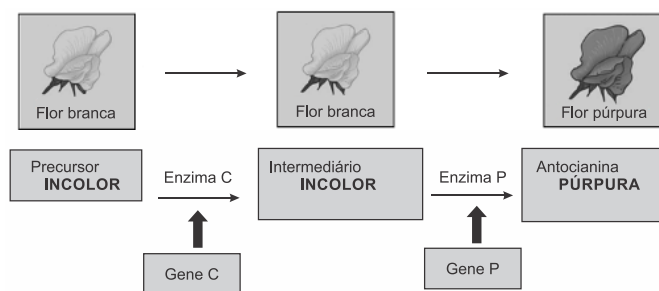 Flor branca
Flor branca
Flor púrpura
Precursor
INCOLOR
Enzima C
Intermediário
INCOLOR
Enzima P
Antocianina
PÚRPURA
Gene C
Gene P